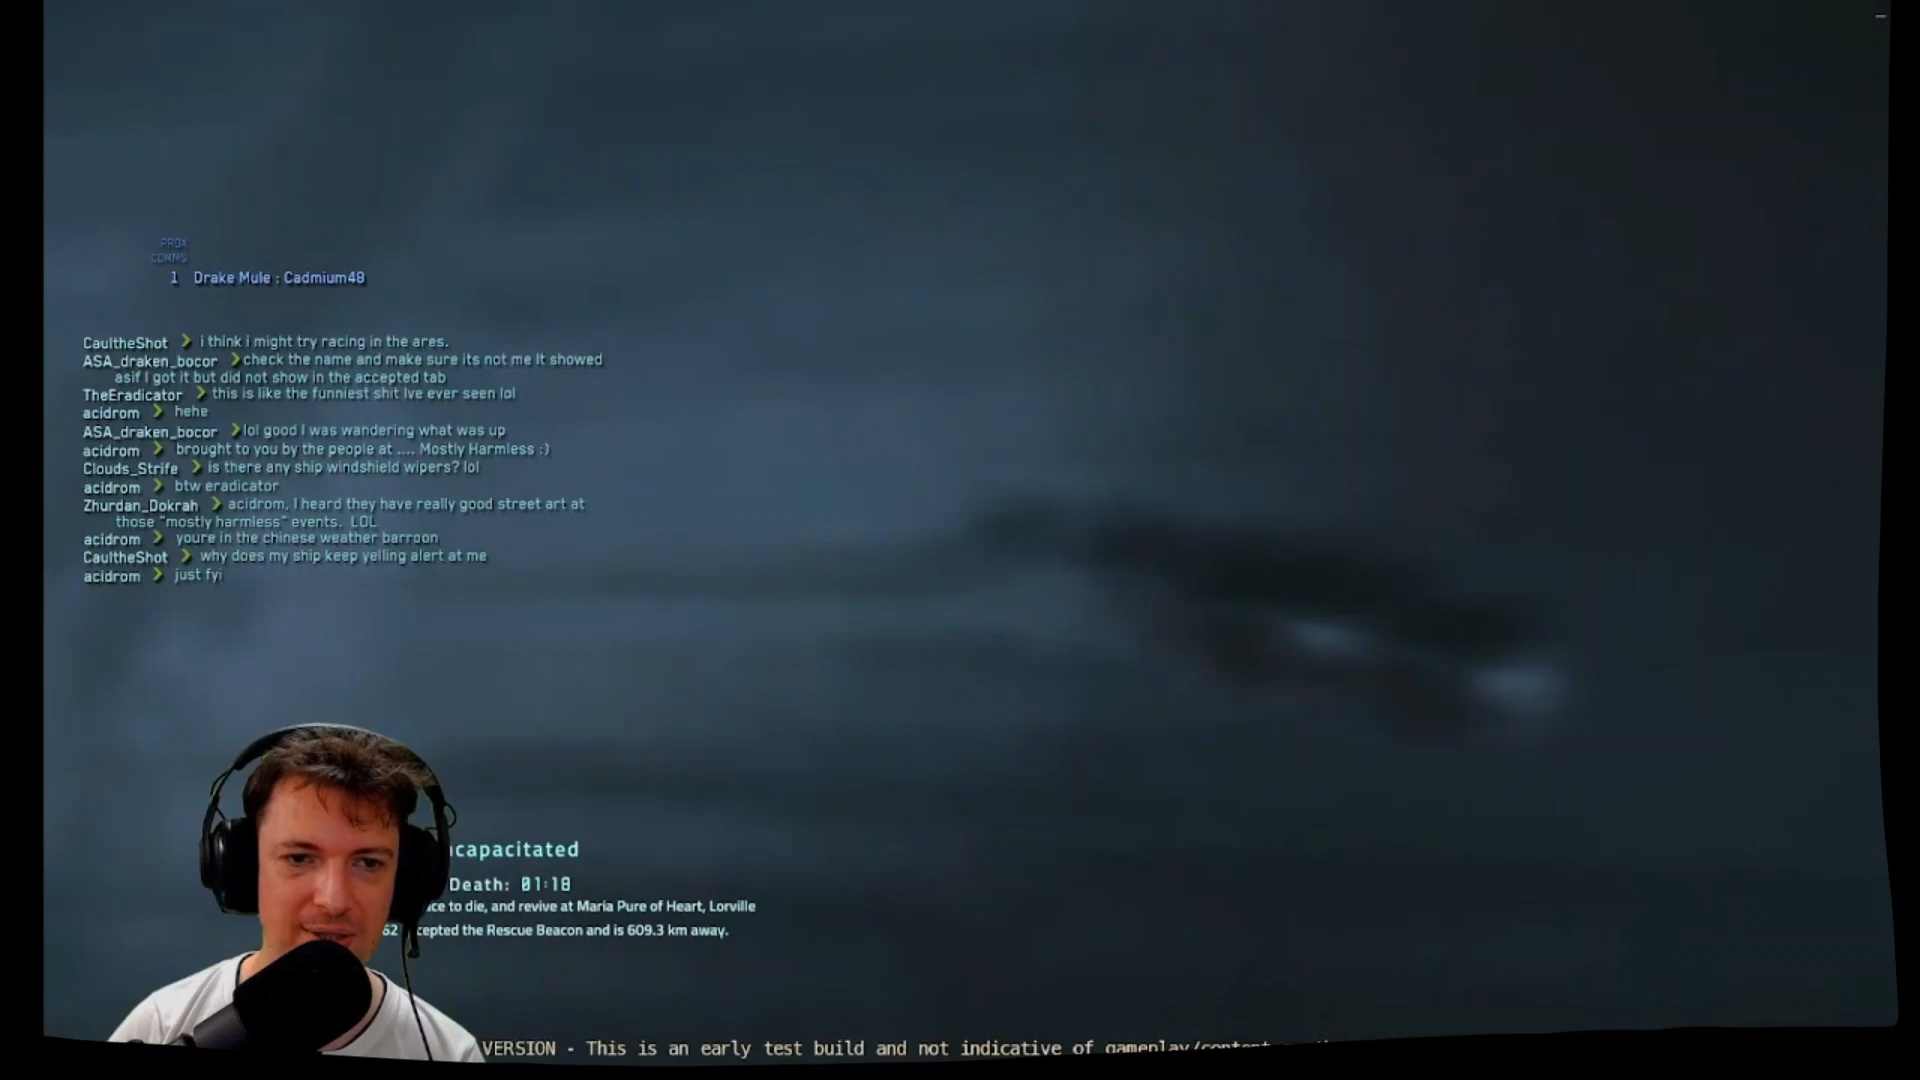 PROX
COMMS
1 Drake Mule : Cadmium48
CaultheShot > i think i might try racing in the ares.
ASA_draken_bocor > check the name and make sure its not me It showed
asif I got it but did not show in the accepted tab
TheEradicator > this is like the funniest shit Ive ever seen lol
acidrom > hehe
ASA_draken_bocor > lol good I was wandering what was up
acidrom > brought to you by the people at .... Mostly Harmless :)
Clouds_Strife > is there any ship windshield wipers? lol
acidrom > btw eradicator
Zhurdan_Dokrah > acidrom, I heard they have really good street art at
those "mostly harmless" events. LOL
acidrom > youre in the chinese weather barroon
CaultheShot > why does my ship keep yelling alert at me
acidrom > just fyi
ncapacitated
Death: 01:18
to die, and revive at Maria Pure of Heart, Lorville
62 cepted the Rescue Beacon and is 609.3 km away.
VERSION - This is an early test build and not indicative of gameplay/content